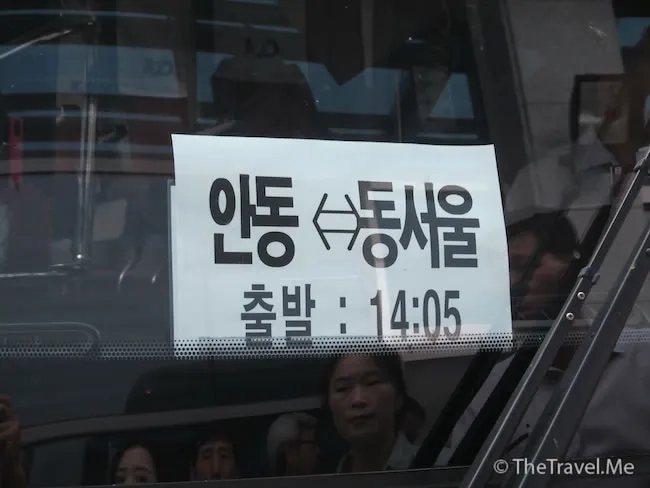 안동 ⇔ 동서울
출발 : 14:05
© TheTravel.Me